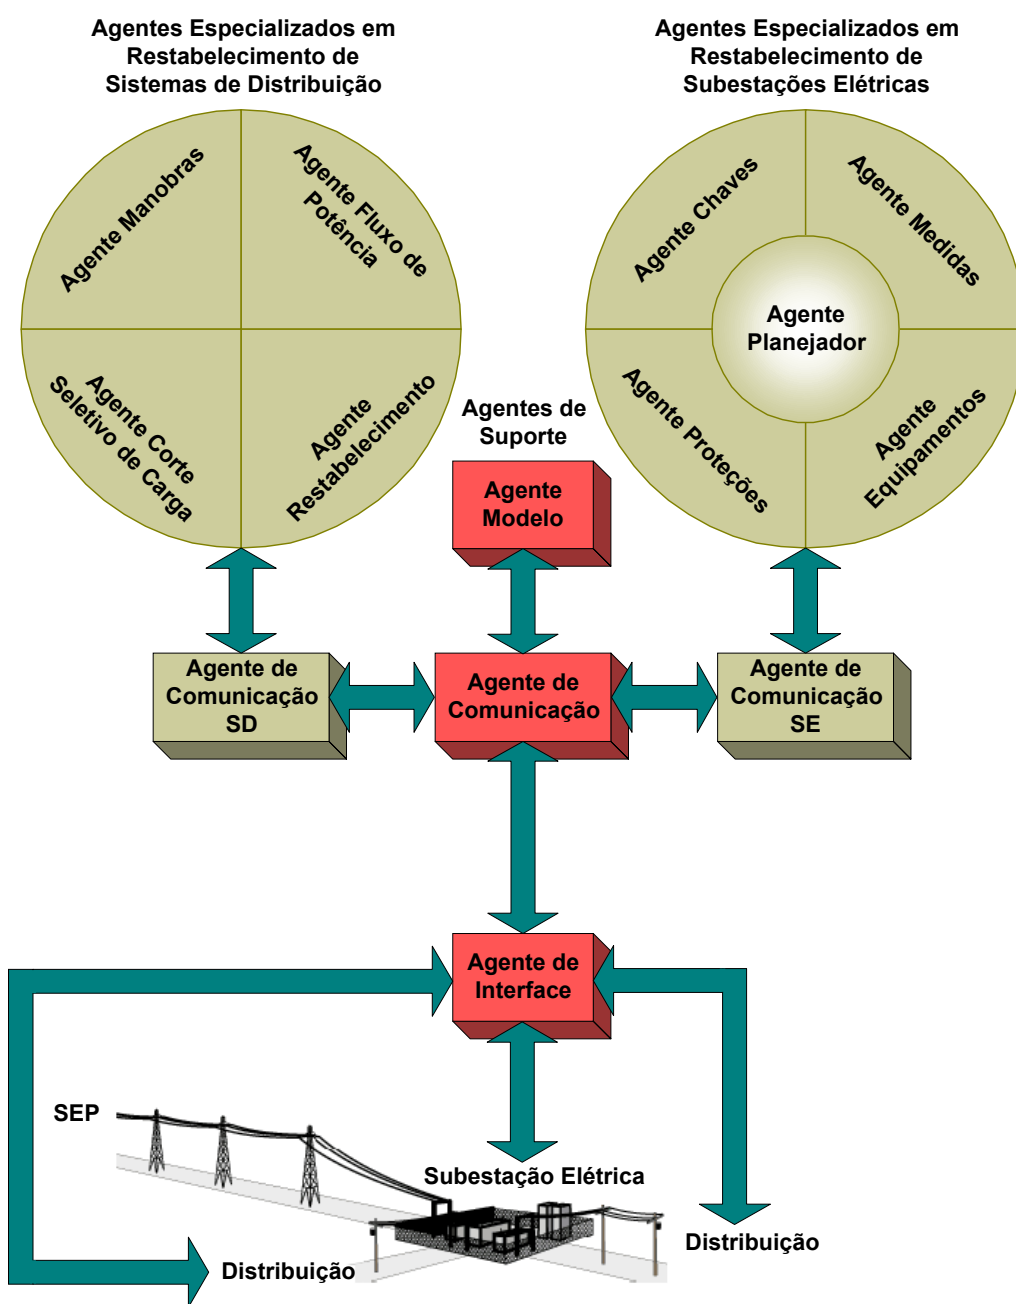 Agentes Especializados em
Restabelecimento de
Sistemas de Distribuição
Agentes Especializados em
Restabelecimento de
Subestações Elétricas
Agente Manobras
Agente Fluxo de
Potência
Agente Corte
Seletivo de Carga
Agente
Restabelecimento
Agente Chaves
Agente Medidas
Agente
Planejador
Agente Proteções
Agente
Equipamentos
Agentes de
Suporte
Agente
Modelo
Agente de
Comunicação
SD
Agente de
Comunicação
Agente de
Comunicação
SE
Agente de
Interface
SEP
Subestação Elétrica
Distribuição
Distribuição